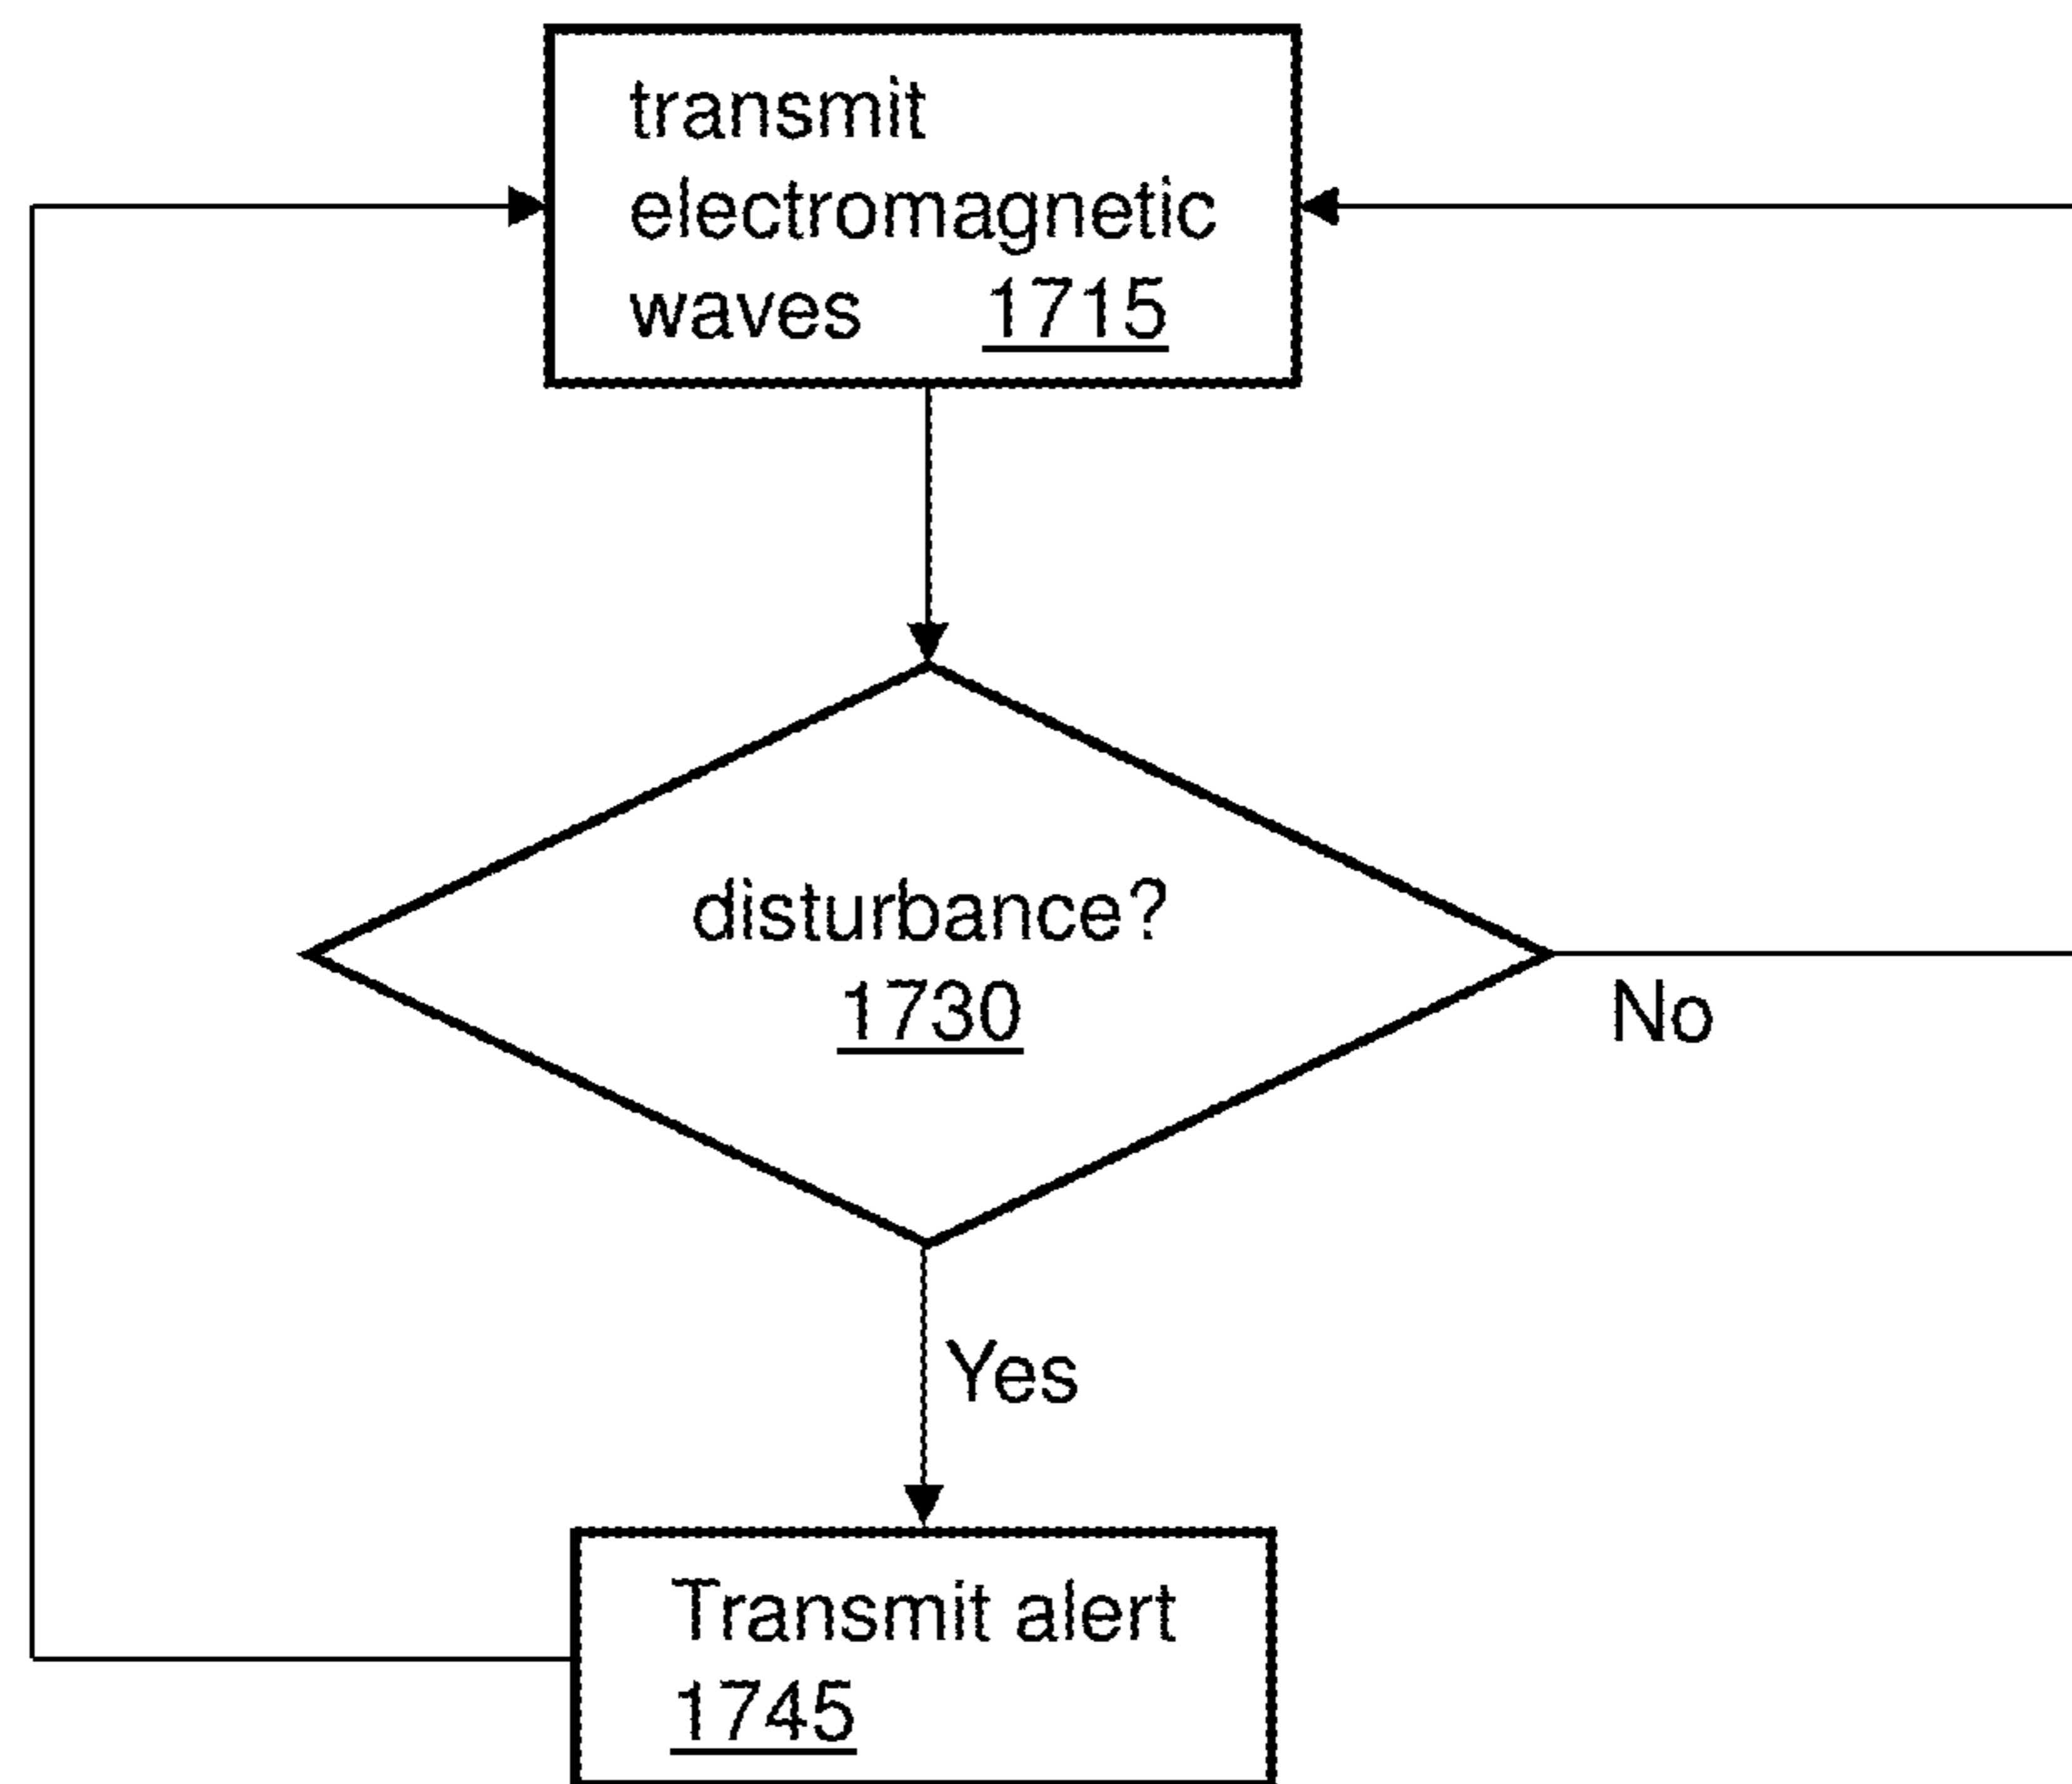 transmit
electromagnetic
waves 1715
disturbance?
1730
No
Yes
Transmit alert
1745